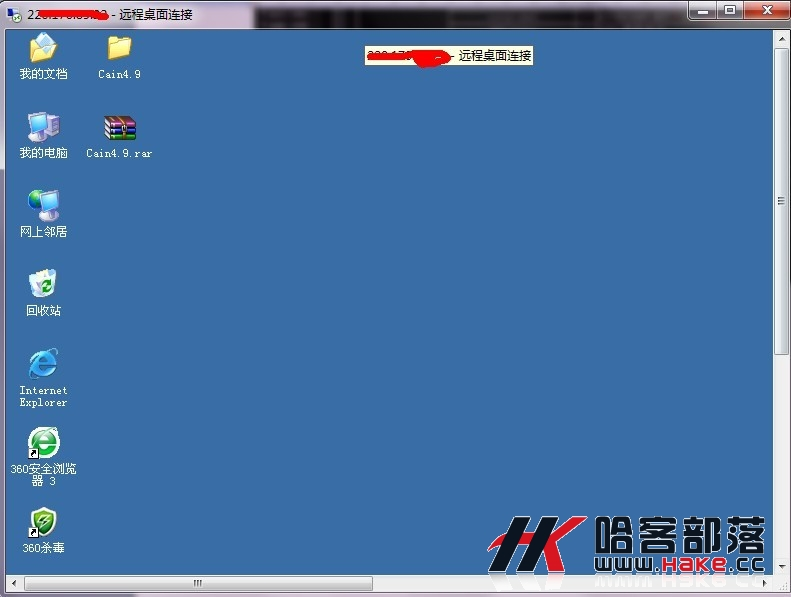 - 远程桌面连接
- 远程桌面连接
我的文档
Cain4.9
我的电脑
Cain4.9.rar
网上邻居
回收站
Internet
Explorer
360安全浏览
器 3
360杀毒
HK
哈客部落
www.Hake.cc